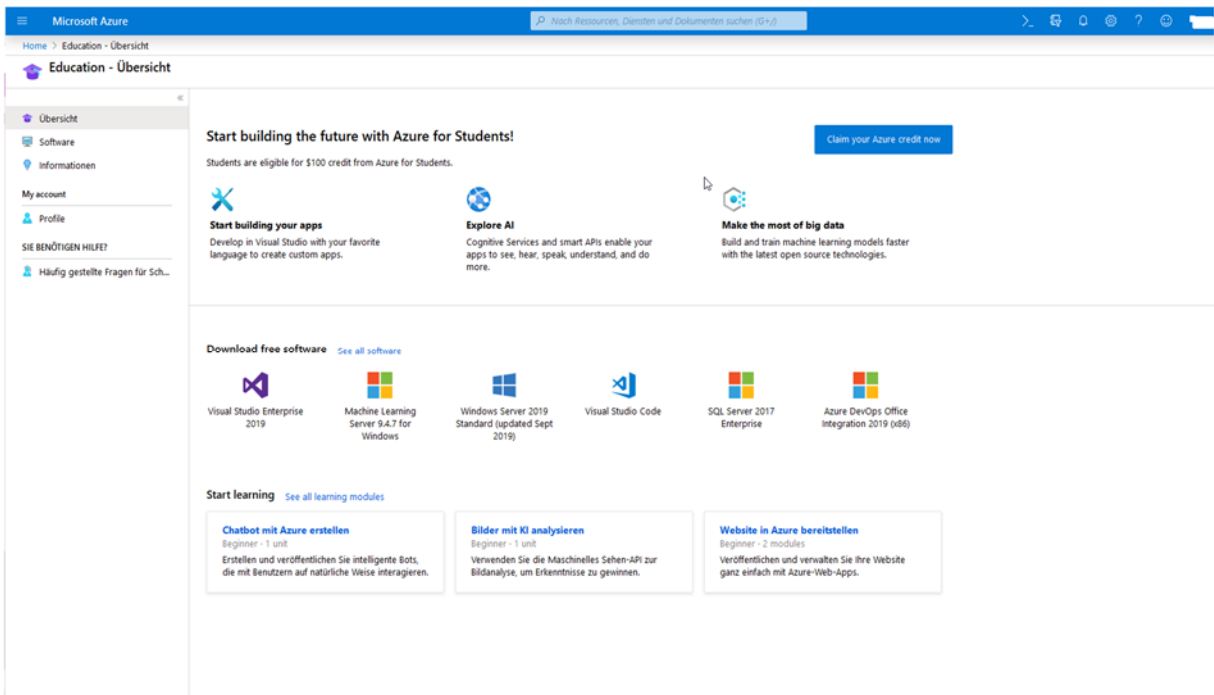 Microsoft Azure
Nach Ressourcen, Diensten und Dokumenten suchen (G+/)
Home > Education - Übersicht
Education - Übersicht
Übersicht
Software
Informationen
My account
Profile
SIE BENÖTIGEN HILFE?
Häufig gestellte Fragen für Sch...
Start building the future with Azure for Students!
Claim your Azure credit now
Students are eligible for $100 credit from Azure for Students.
Start building your apps
Develop in Visual Studio with your favorite
language to create custom apps.
Explore AI
Cognitive Services and smart APIs enable your
apps to see, hear, speak, understand, and do
more.
Make the most of big data
Build and train machine learning models faster
with the latest open source technologies.
Download free software See all software
Visual Studio Enterprise
2019
Machine Learning
Server 9.4.7 for
Windows
Windows Server 2019
Standard (updated Sept
2019)
Visual Studio Code
SQL Server 2017
Enterprise
Azure DevOps Office
Integration 2019 (x86)
Start learning See all learning modules
Chatbot mit Azure erstellen
Beginner - 1 unit
Erstellen und veröffentlichen Sie intelligente Bots,
die mit Benutzern auf natürliche Weise interagieren.
Bilder mit KI analysieren
Beginner - 1 unit
Verwenden Sie die Maschinelles Sehen-API zur
Bildanalyse, um Erkenntnisse zu gewinnen.
Website in Azure bereitstellen
Beginner - 2 modules
Veröffentlichen und verwalten Sie Ihre Website
ganz einfach mit Azure-Web-Apps.